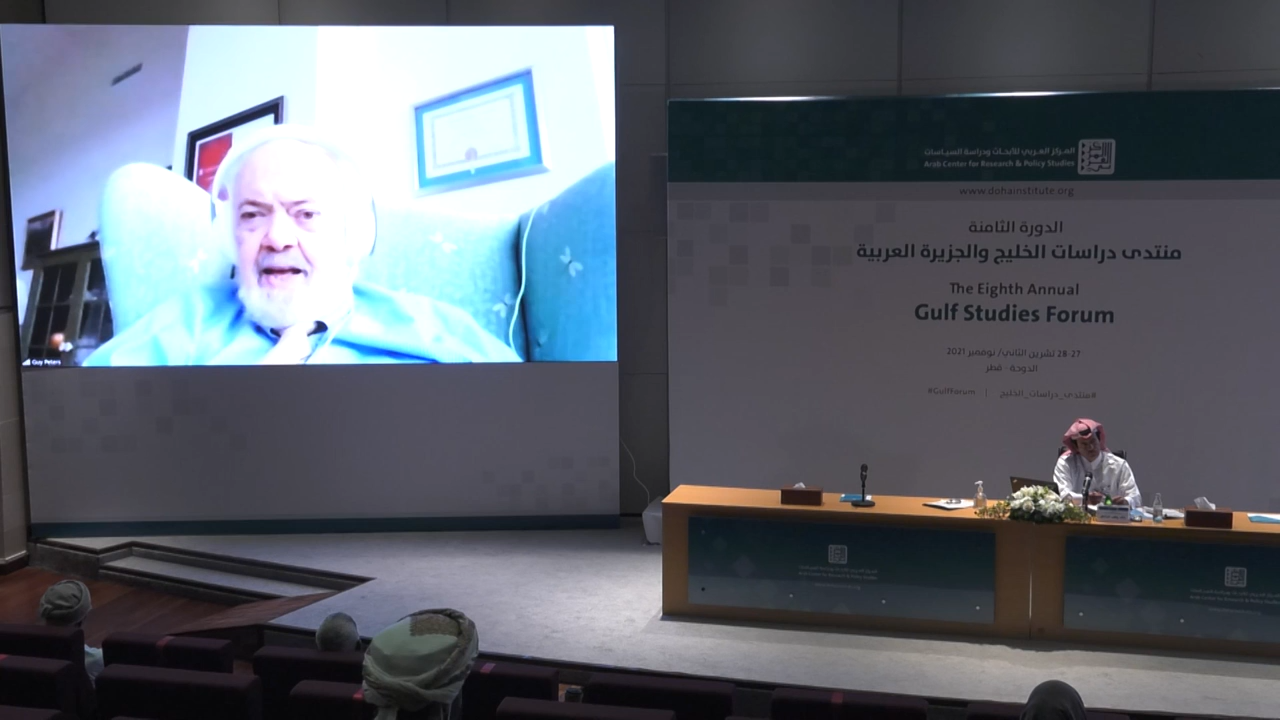 Guy Peters
المركز العربي للأبحاث ودراسة السياسات
Arab Center for Research & Policy Studies
www.dohainstitute.org
الدورة الثامنة
منتدى دراسات الخليج والجزيرة العربية
The Eighth Annual
Gulf Studies Forum
27-28 تشرين الثاني/ نوفمبر 2021
الدوحة - قطر
#GulfForum | #منتدى_دراسات_الخليج